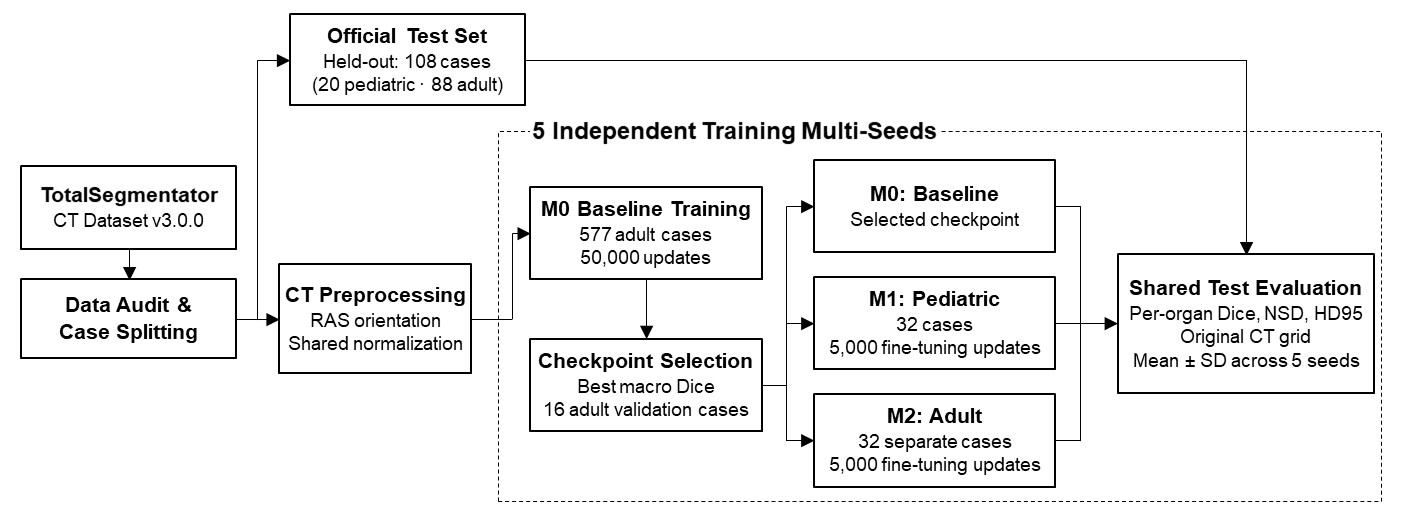 Official Test Set
Held-out: 108 cases
(20 pediatric · 88 adult)
5 Independent Training Multi-Seeds
TotalSegmentator
CT Dataset v3.0.0
Data Audit &
Case Splitting
CT Preprocessing
RAS orientation
Shared normalization
M0 Baseline Training
577 adult cases
50,000 updates
Checkpoint Selection
Best macro Dice
16 adult validation cases
M0: Baseline
Selected checkpoint
M1: Pediatric
32 cases
5,000 fine-tuning updates
M2: Adult
32 separate cases
5,000 fine-tuning updates
Shared Test Evaluation
Per-organ Dice, NSD, HD95
Original CT grid
Mean ± SD across 5 seeds